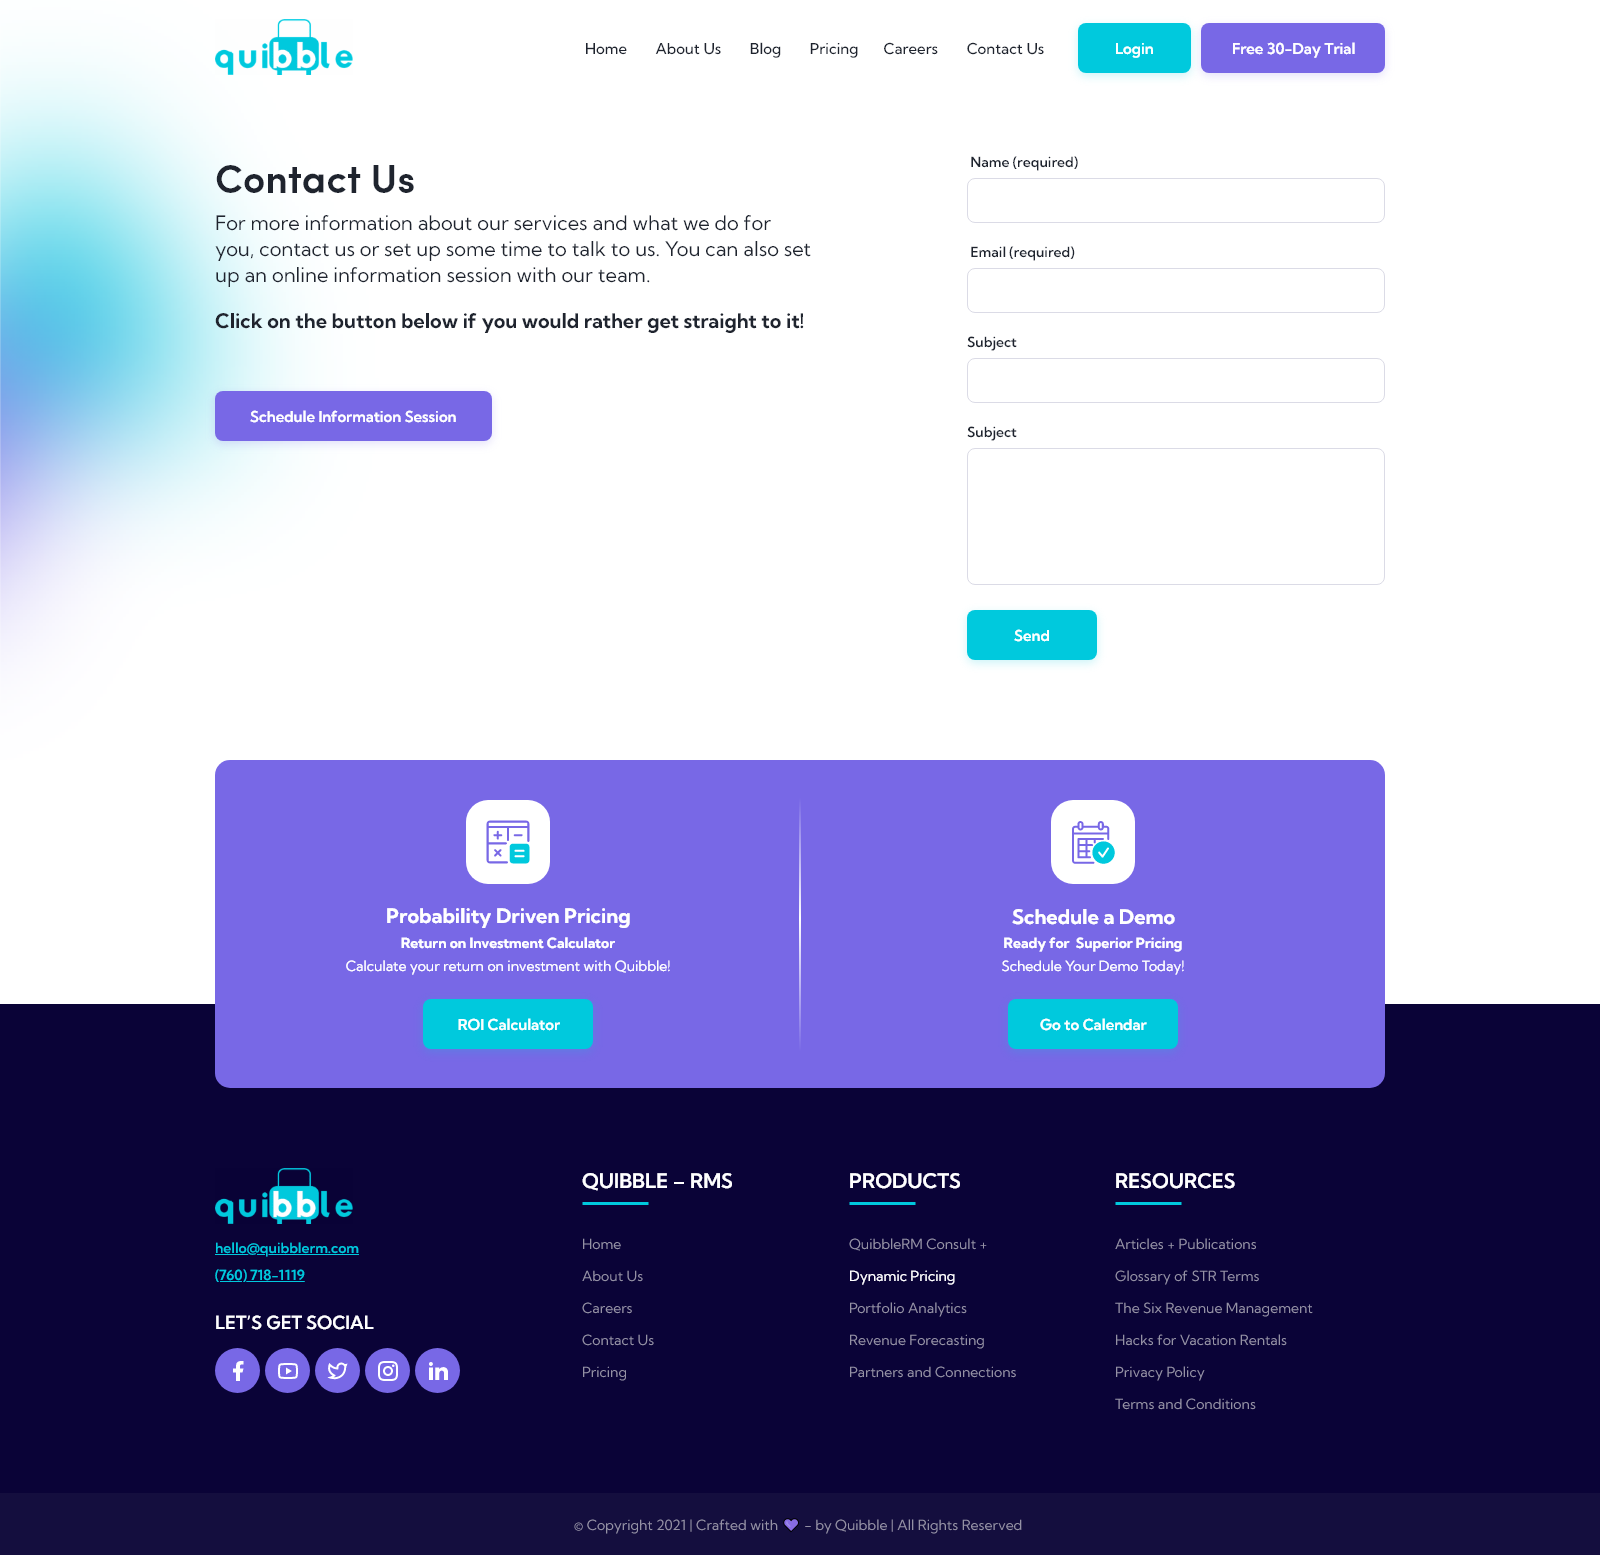 quibble
Home About Us Blog Pricing Careers Contact Us Login Free 30-Day Trial
Contact Us
For more information about our services and what we do for
you, contact us or set up some time to talk to us. You can also set
up an online information session with our team.
Click on the button below if you would rather get straight to it!
Schedule Information Session
Name (required)
Email (required)
Subject
Subject
Send
Probability Driven Pricing
Return on Investment Calculator
Calculate your return on investment with Quibble!
ROI Calculator
Schedule a Demo
Ready for Superior Pricing
Schedule Your Demo Today!
Go to Calendar
quibble
hello@quibblerm.com
(760) 718-1119
LET'S GET SOCIAL
QUIBBLE – RMS
Home
About Us
Careers
Contact Us
Pricing
PRODUCTS
QuibbleRM Consult +
Dynamic Pricing
Portfolio Analytics
Revenue Forecasting
Partners and Connections
RESOURCES
Articles + Publications
Glossary of STR Terms
The Six Revenue Management
Hacks for Vacation Rentals
Privacy Policy
Terms and Conditions
© Copyright 2021 | Crafted with ♥ - by Quibble | All Rights Reserved